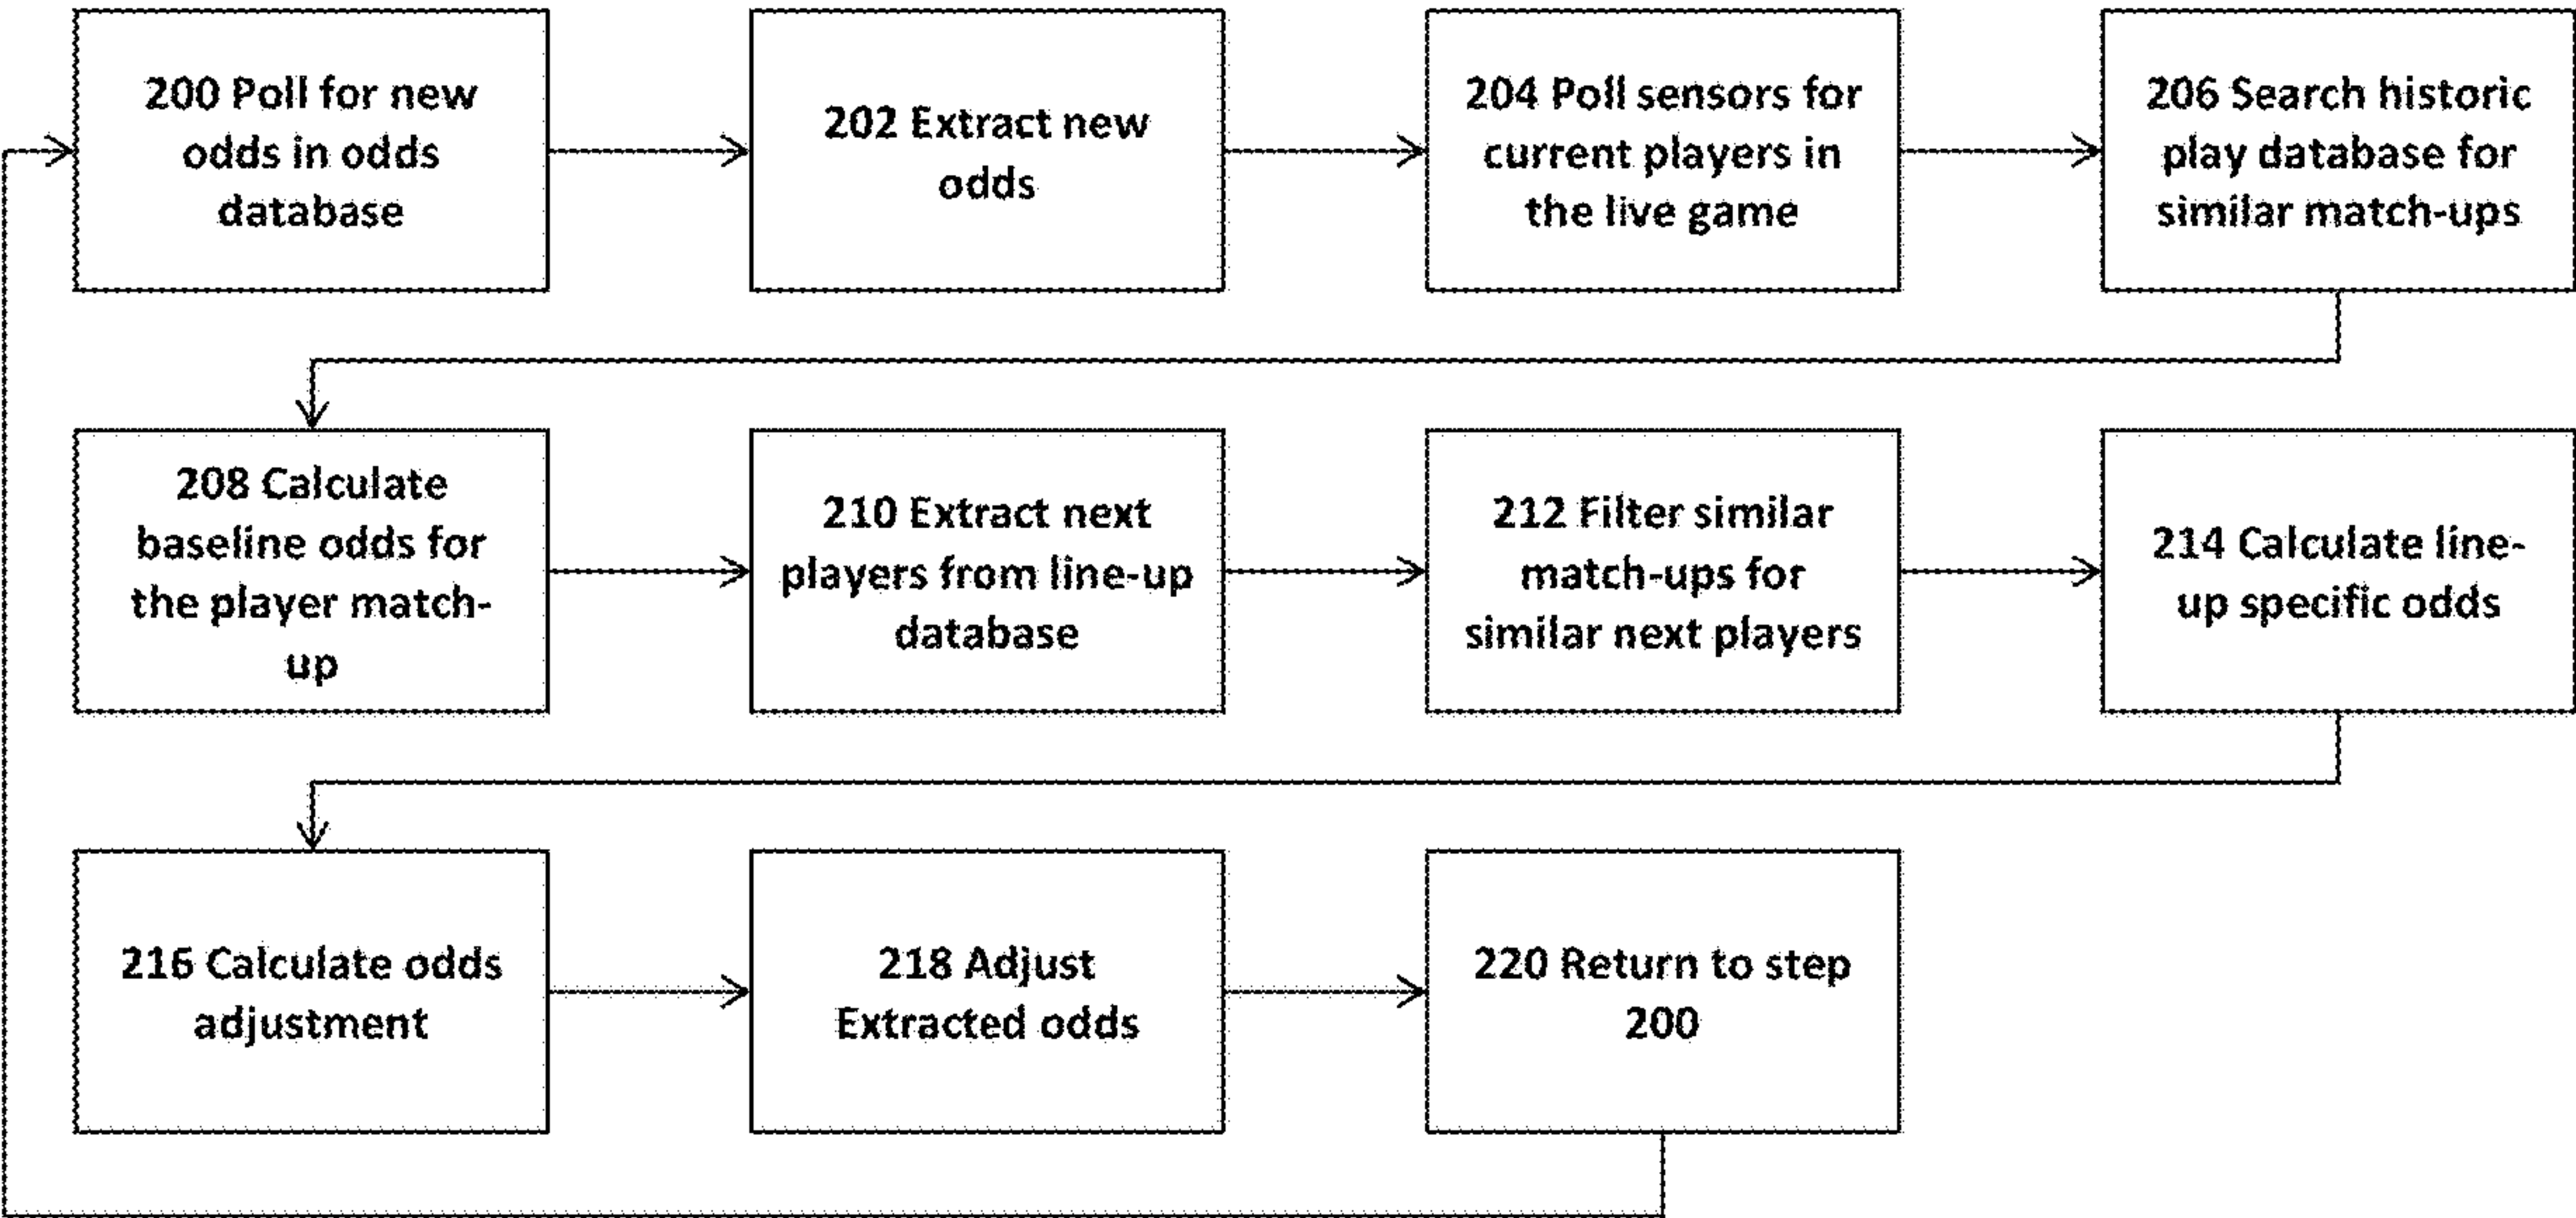 200 Poll for new
odds in odds
database
202 Extract new
odds
204 Poll sensors for
current players in
the live game
206 Search historic
play database for
similar match-ups
208 Calculate
baseline odds for
the player match-
up
210 Extract next
players from line-up
database
212 Filter similar
match-ups for
similar next players
214 Calculate line-
up specific odds
216 Calculate odds
adjustment
218 Adjust
Extracted odds
220 Return to step
200